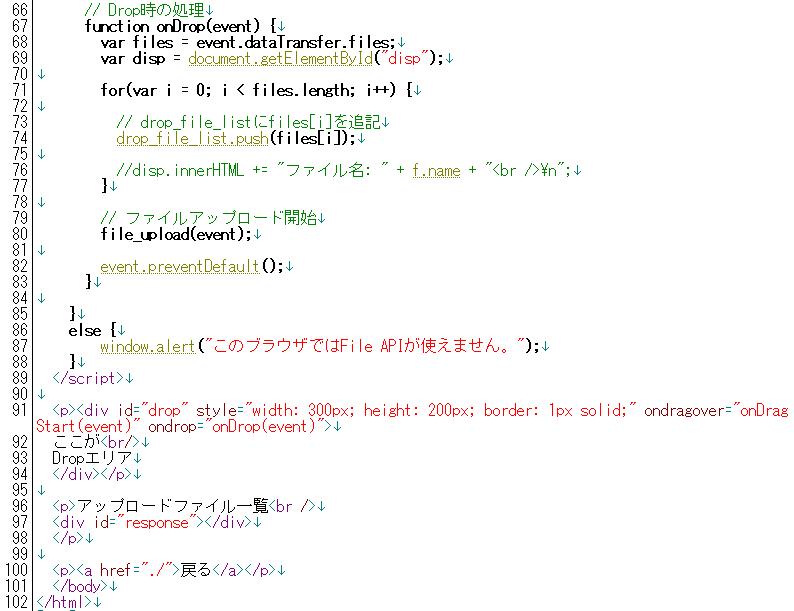 66 // Drop時の処理↓
67 function onDrop(event) {↓
68 var files = event.dataTransfer.files;↓
69 var disp = document.getElementById("disp");↓
70 ↓
71 for(var i = 0; i < files.length; i++) {↓
72 ↓
73 // drop_file_listにfiles[i]を追記↓
74 drop_file_list.push(files[i]);↓
75 ↓
76 //disp.innerHTML += "ファイル名: " + f.name + "<br />\n";↓
77 }↓
78 ↓
79 // ファイルアップロード開始↓
80 file_upload(event);↓
81 ↓
82 event.preventDefault();↓
83 }↓
84 ↓
85 }↓
86 else {↓
87 window.alert("このブラウザではFile APIが使えません。");↓
88 }↓
89 </script>↓
90 ↓
91 <p><div id="drop" style="width: 300px; height: 200px; border: 1px solid;" ondragover="onDrag
Start(event)" ondrop="onDrop(event)">↓
92 ここが<br/>↓
93 Dropエリア↓
94 </div></p>↓
95 ↓
96 <p>アップロードファイル一覧<br />↓
97 <div id="response"></div>↓
98 </p>↓
99 ↓
100 <p><a href="./">戻る</a></p>↓
101 </body>↓
102 </html>↓